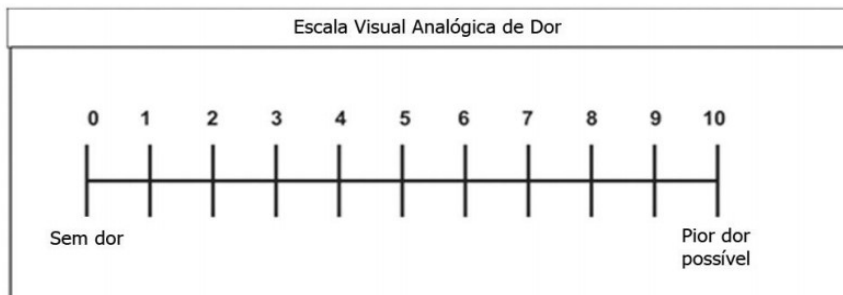 Escala Visual Analógica de Dor
0 1 2 3 4 5 6 7 8 9 10
Sem dor
Pior dor
possível